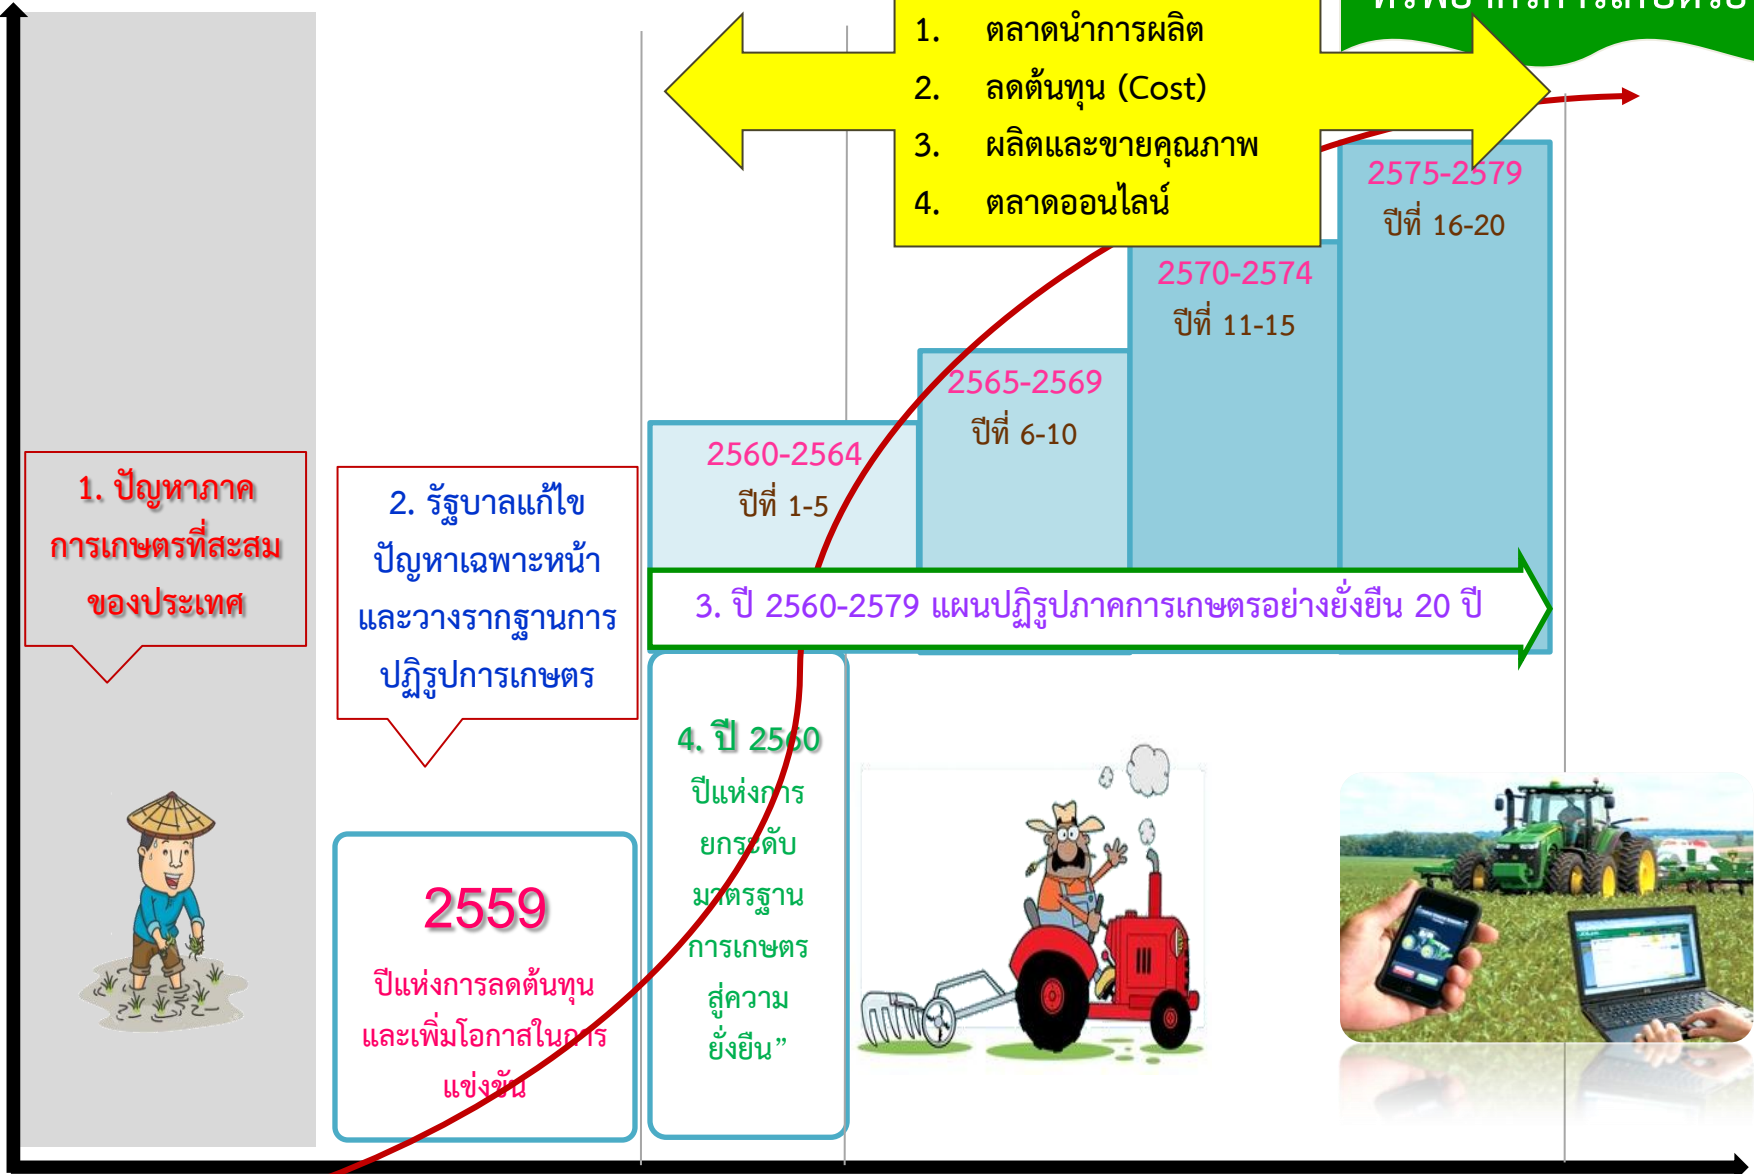 1. ตลาดนำการผลิต
2. ลดต้นทุน (Cost)
3. ผลิตและขายคุณภาพ
4. ตลาดออนไลน์
2575-2579
ปีที่ 16-20
2570-2574
ปีที่ 11-15
2565-2569
ปีที่ 6-10
2560-2564
ปีที่ 1-5
1. ปัญหาภาค
การเกษตรที่สะสม
ของประเทศ
2. รัฐบาลแก้ไข
ปัญหาเฉพาะหน้า
และวางรากฐานการ
ปฏิรูปการเกษตร
3. ปี 2560-2579 แผนปฏิรูปภาคการเกษตรอย่างยั่งยืน 20 ปี
4. ปี 2560
ปีแห่งการ
ยกระดับ
มาตรฐาน
การเกษตร
สู่ความ
ยั่งยืน”
2559
ปีแห่งการลดต้นทุน
และเพิ่มโอกาสในการ
แข่งขัน